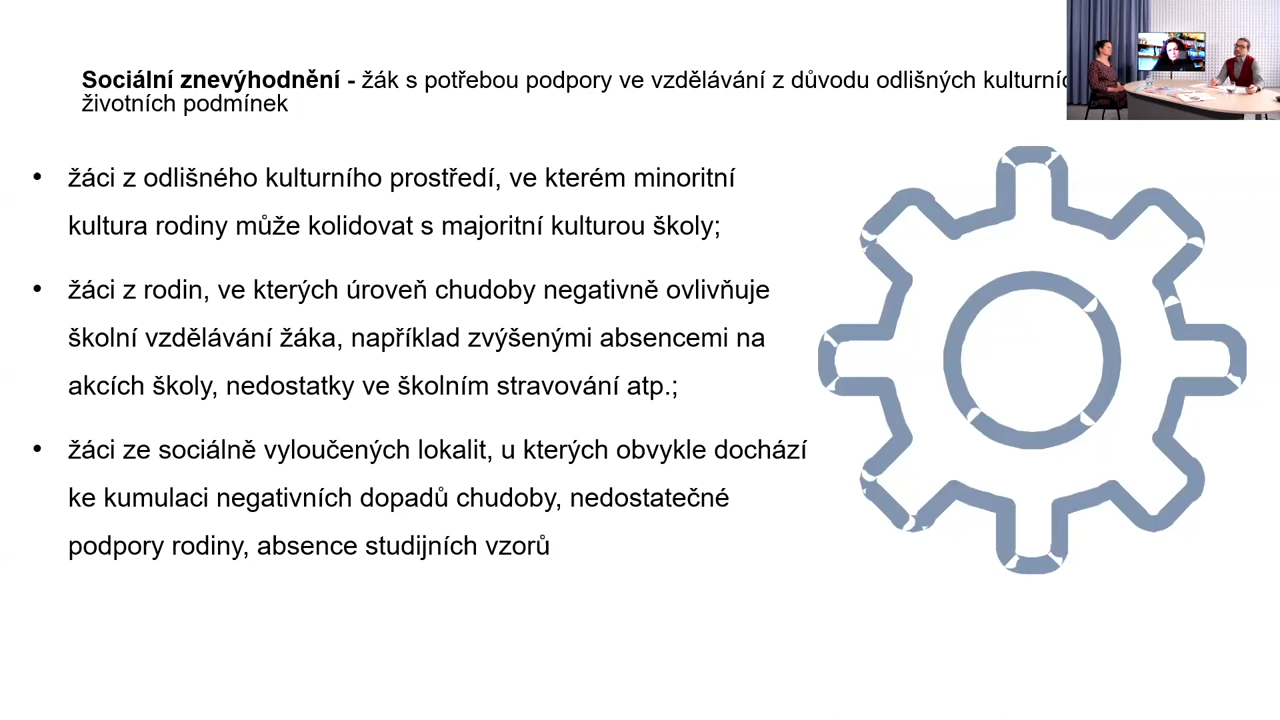 Sociální znevýhodnění - žák s potřebou podpory ve vzdělávání z důvodu odlišných
životních podmínek
• žáci z odlišného kulturního prostředí, ve kterém minoritní
kultura rodiny může kolidovat s majoritní kulturou školy;
• žáci z rodin, ve kterých úroveň chudoby negativně ovlivňuje
školní vzdělávání žáka, například zvýšenými absencemi na
akcích školy, nedostatky ve školním stravování atp.;
• žáci ze sociálně vyloučených lokalit, u kterých obvykle dochází
ke kumulaci negativních dopadů chudoby, nedostatečné
podpory rodiny, absence studijních vzorů